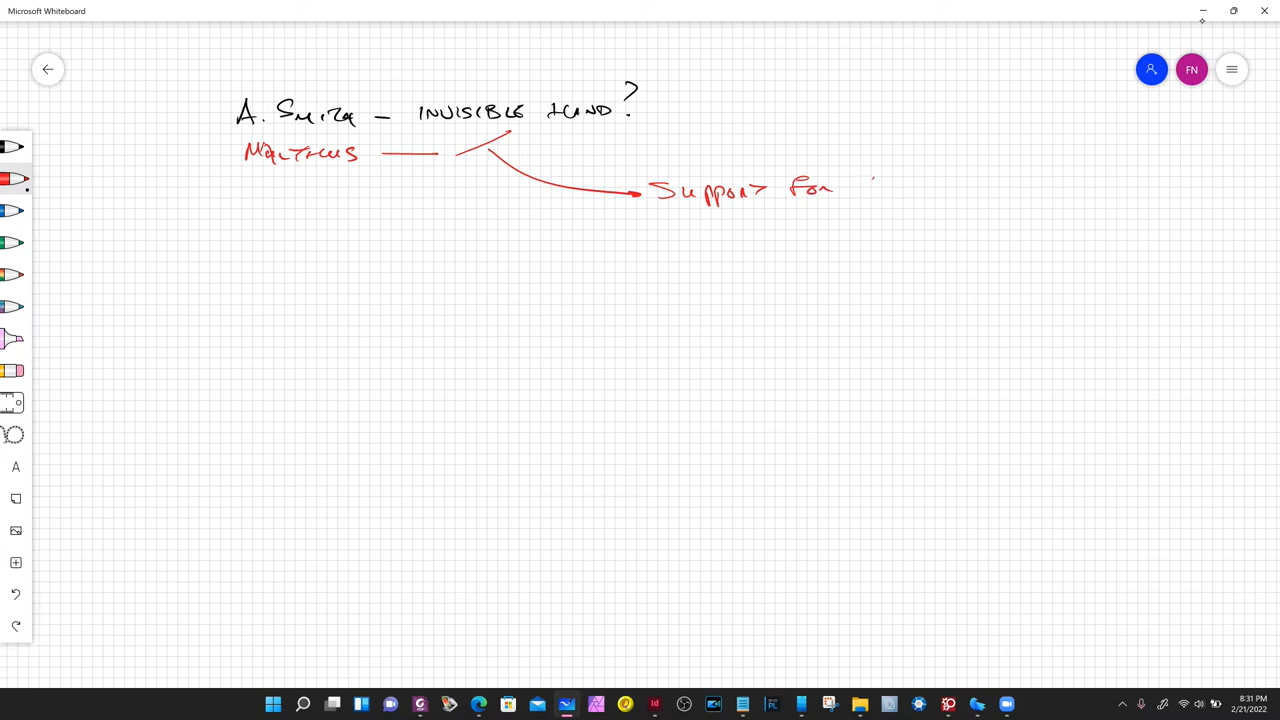 Microsoft Whiteboard
FN
A. Smith - INVISIBLE HAND?
Malthus
Support for
A
8:31 PM
2/21/2022